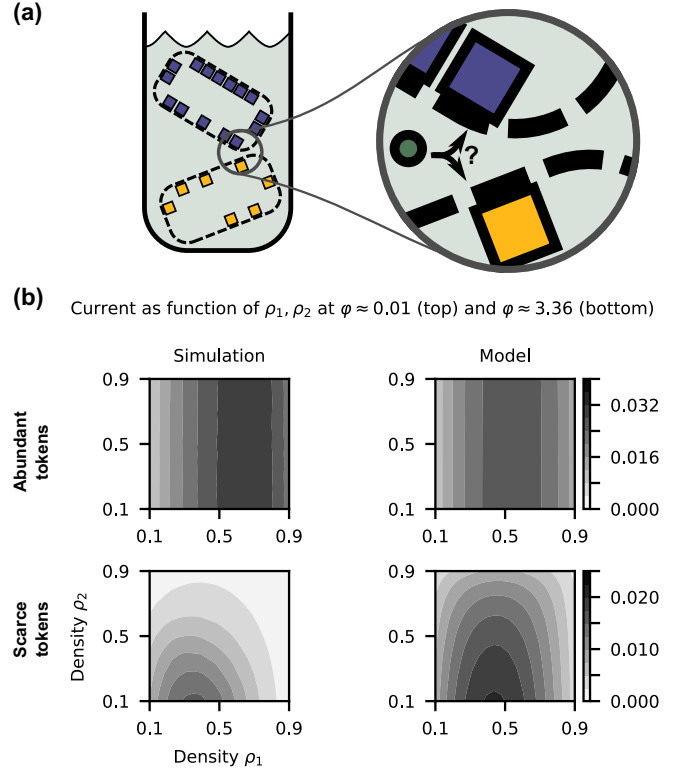 (a)
?
(b)
Current as function of ρ₁, ρ₂ at φ ≈ 0.01 (top) and φ ≈ 3.36 (bottom)
Simulation
Model
Abundant
tokens
0.9
0.5
0.1
0.1 0.5 0.9
0.9
0.5
0.1
0.1 0.5 0.9
0.032
0.016
0.000
Scarce
tokens
Density ρ₂
0.9
0.5
0.1
0.1 0.5 0.9
Density ρ₁
0.9
0.5
0.1
0.1 0.5 0.9
0.020
0.010
0.000